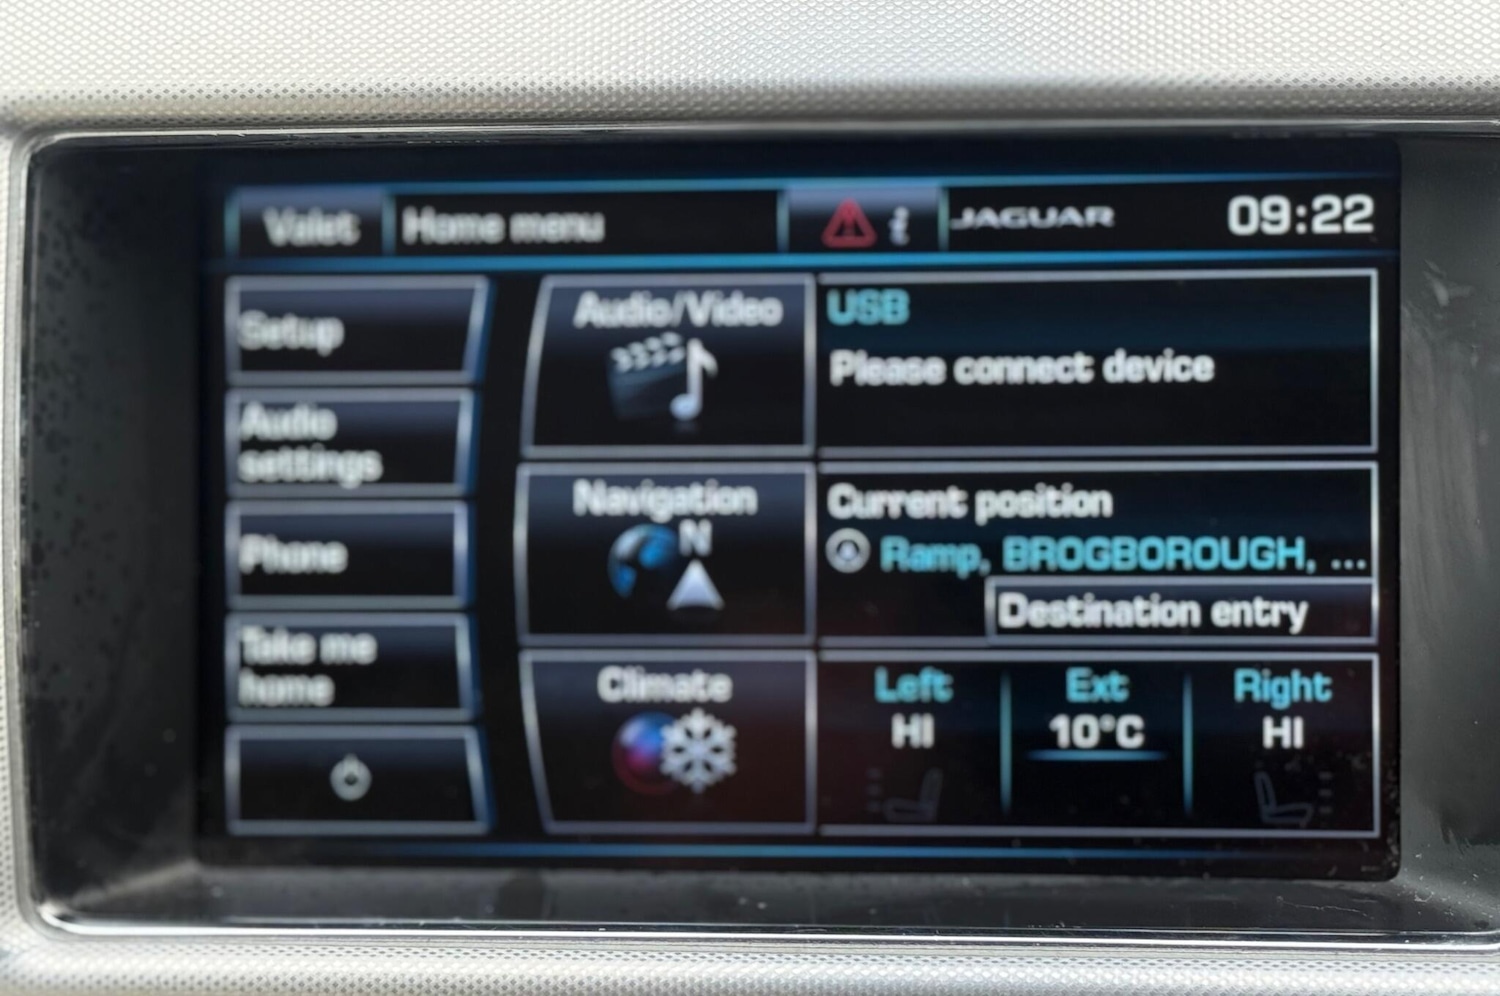 Valet
Home menu
JAGUAR
09:22
Setup
Audio
settings
Phone
Take me
home
Audio/Video
USB
Please connect device
Navigation
N
Current position
Ramp, BROGBOROUGH, ...
Destination entry
Climate
Left
HI
Ext
10°C
Right
HI